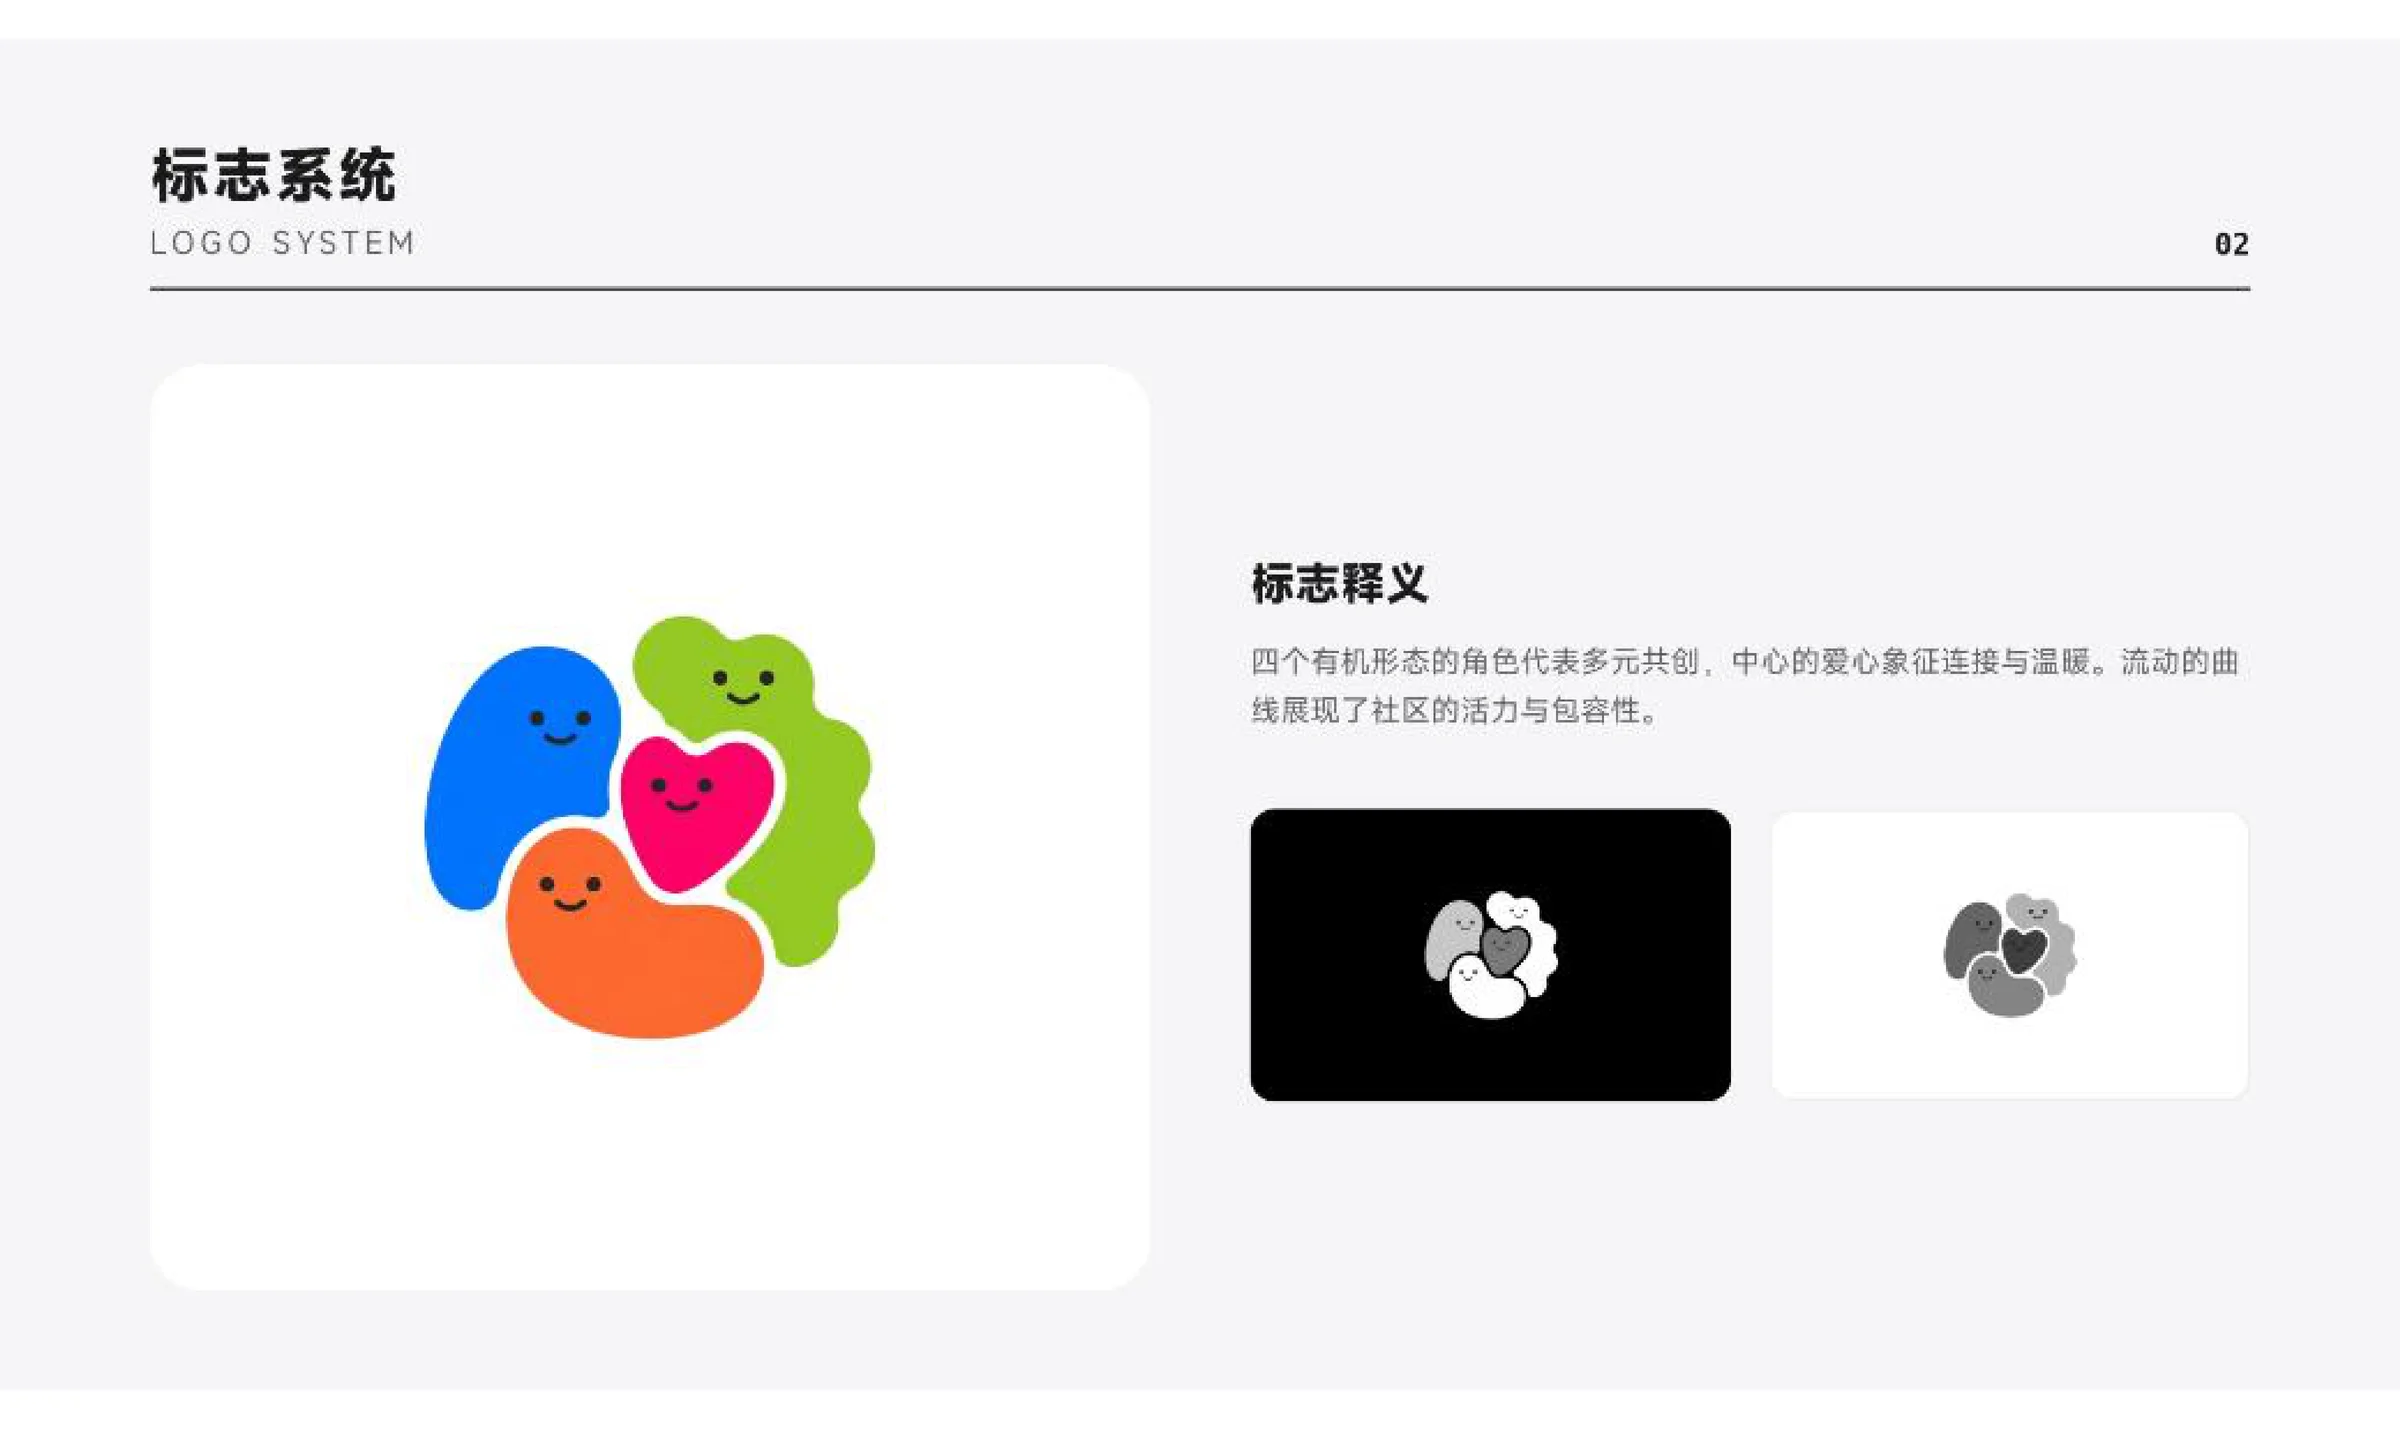 标志系统
LOGO SYSTEM
02
标志释义
四个有机形态的角色代表多元共创，中心的爱心象征连接与温暖。流动的曲
线展现了社区的活力与包容性。